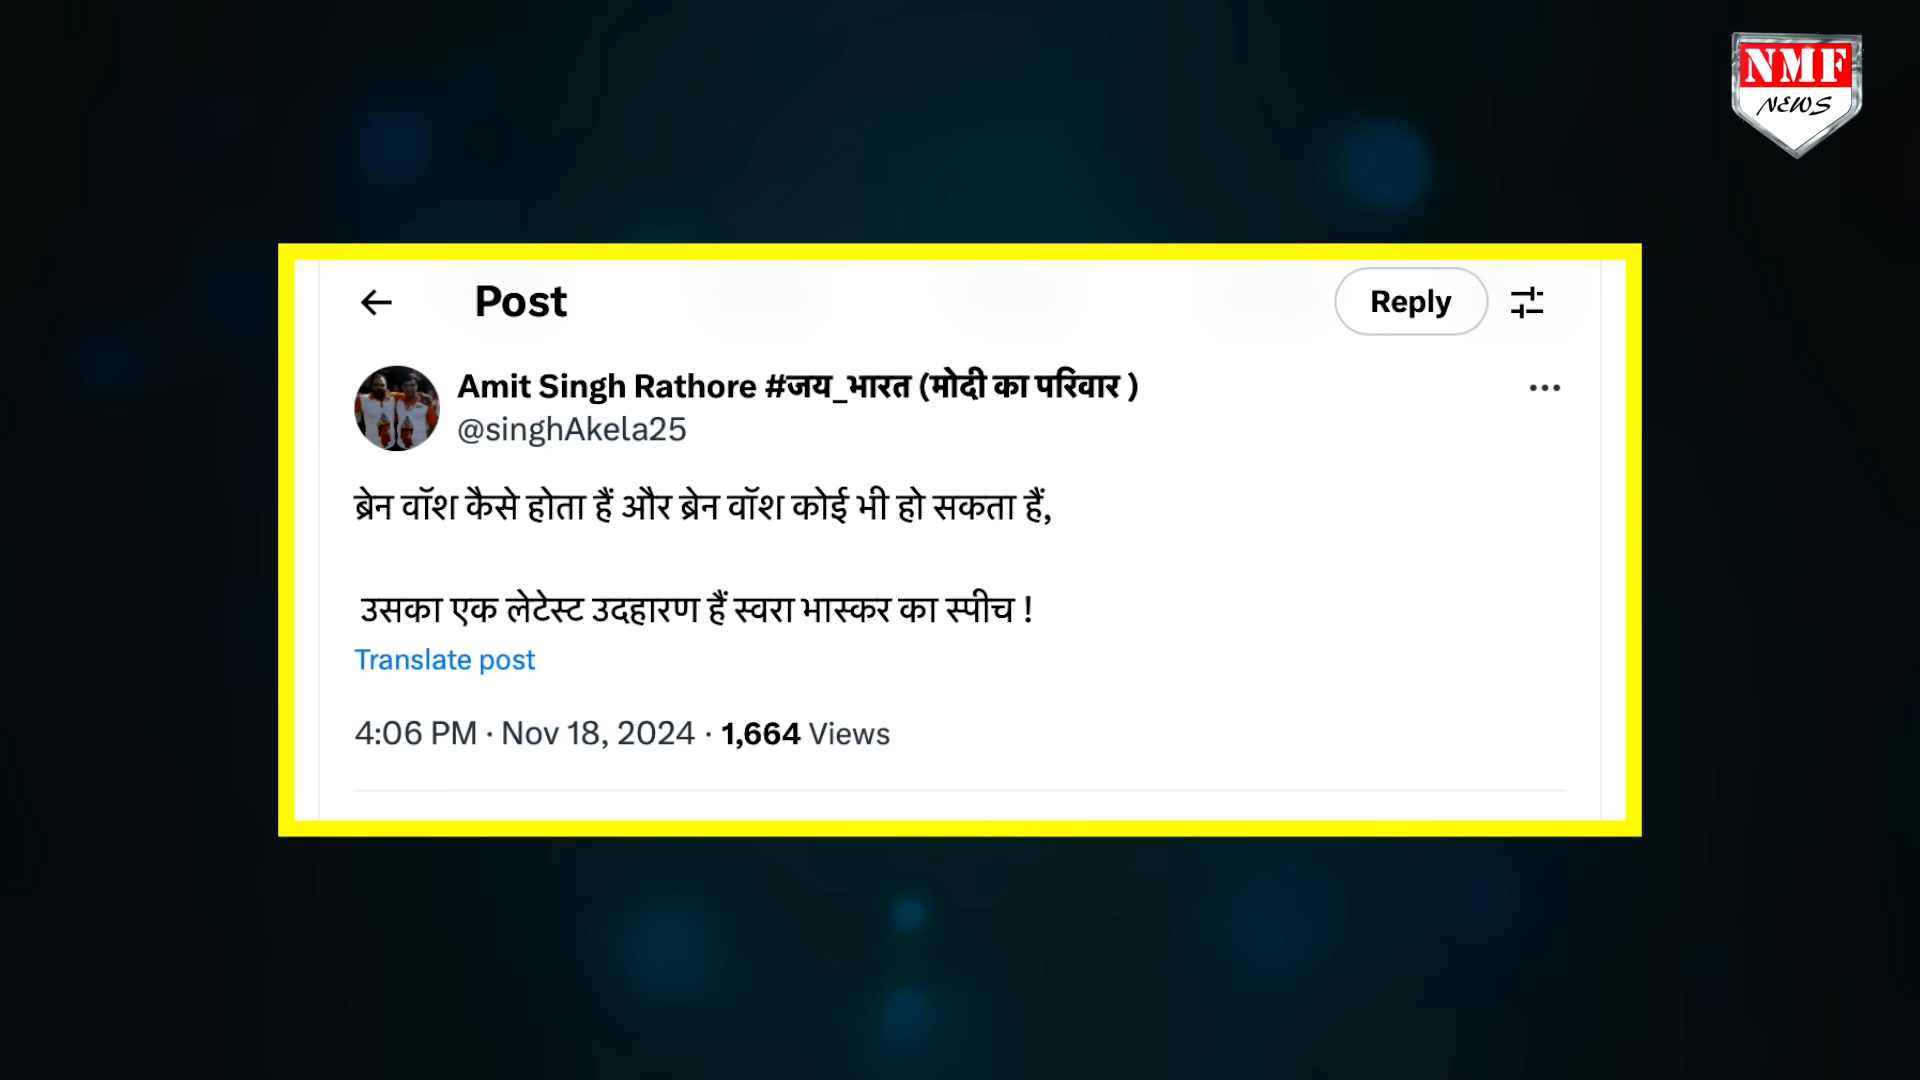 NMF
NEWS
Post
Reply
Amit Singh Rathore #जय_भारत (मोदी का परिवार )
@singhAkela25
ब्रेन वॉश कैसे होता हैं और ब्रेन वॉश कोई भी हो सकता हैं,
उसका एक लेटेस्ट उदहारण हैं स्वरा भास्कर का स्पीच !
Translate post
4:06 PM · Nov 18, 2024 · 1,664 Views